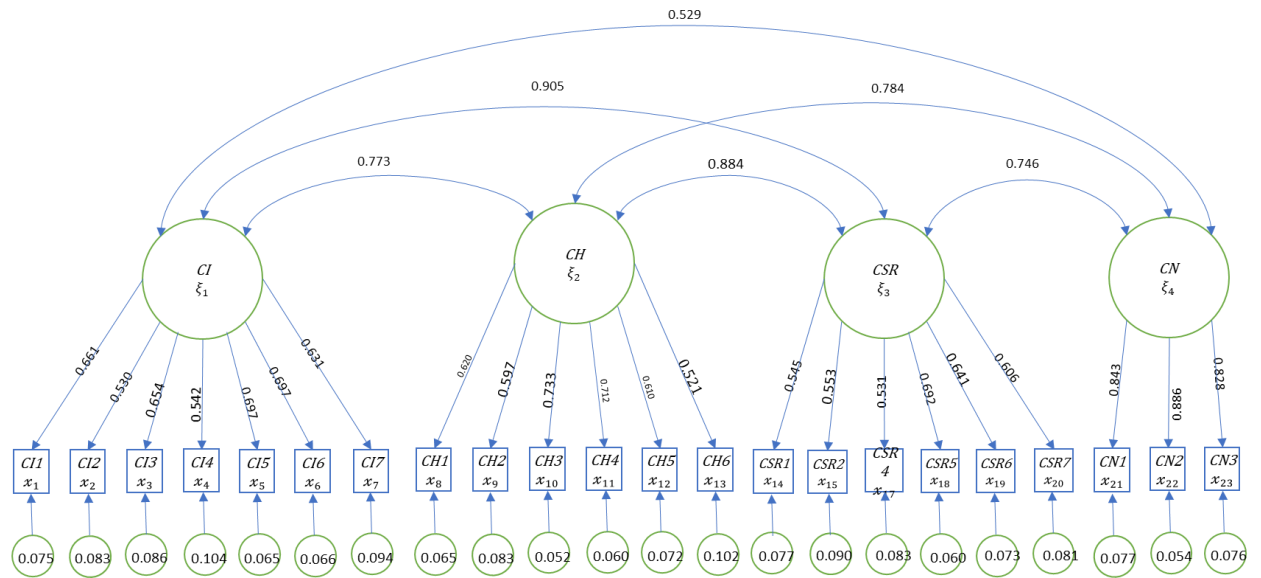 0.529
0.905
0.784
0.773
0.884
0.746
CI
ξ₁
CH
ξ₂
CSR
ξ₃
CN
ξ₄
0.661
0.530
0.654
0.542
0.697
0.697
0.631
0.620
0.597
0.733
0.712
0.610
0.521
0.545
0.553
0.531
0.692
0.641
0.606
0.843
0.886
0.828
CI1
x₁
CI2
x₂
CI3
x₃
CI4
x₄
CI5
x₅
CI6
x₆
CI7
x₇
CH1
x₈
CH2
x₉
CH3
x₁₀
CH4
x₁₁
CH5
x₁₂
CH6
x₁₃
CSR1
x₁₄
CSR2
x₁₅
CSR
4
x₁₇
CSR5
x₁₈
CSR6
x₁₉
CSR7
x₂₀
CN1
x₂₁
CN2
x₂₂
CN3
x₂₃
0.075
0.083
0.086
0.104
0.065
0.066
0.094
0.065
0.083
0.052
0.060
0.072
0.102
0.077
0.090
0.083
0.060
0.073
0.081
0.077
0.054
0.076